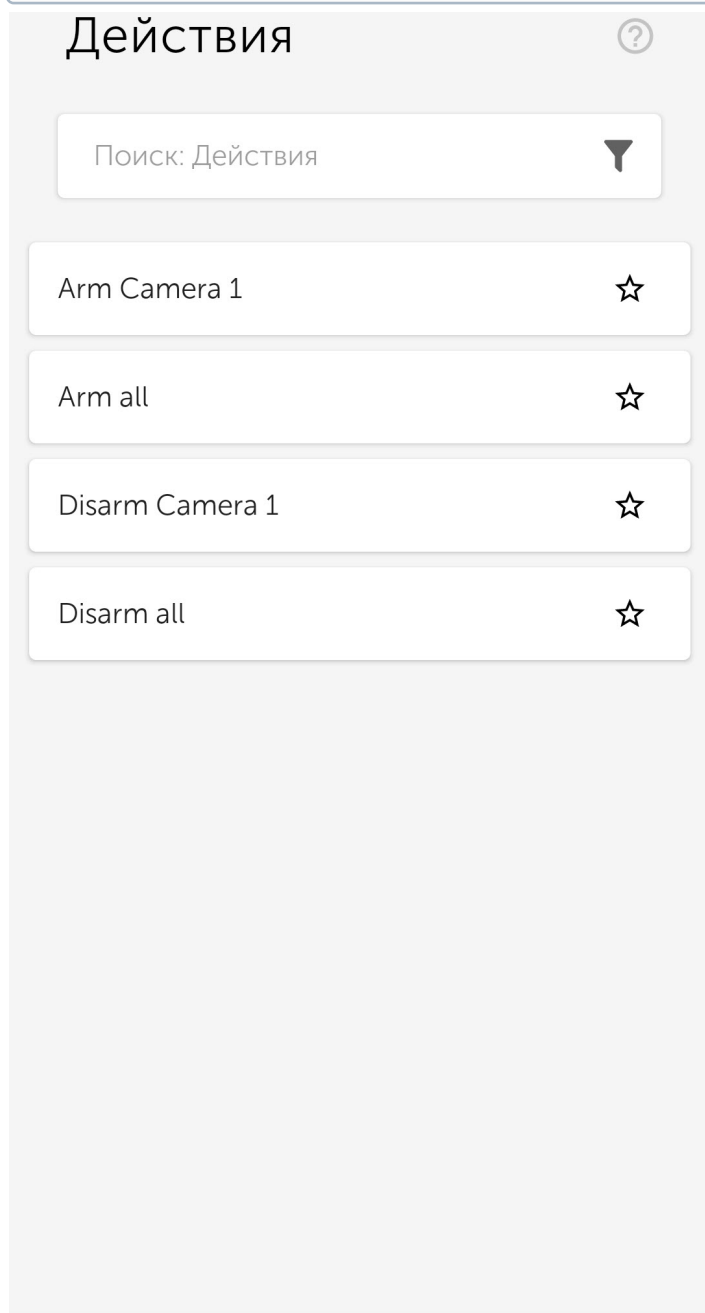 Действия
Поиск: Действия
Arm Camera 1
Arm all
Disarm Camera 1
Disarm all